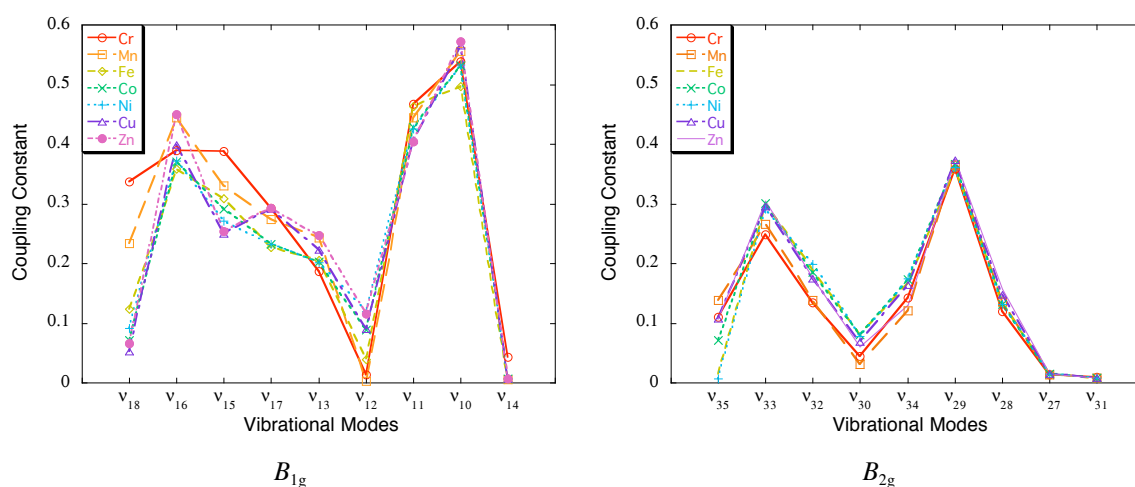 0.6
0.5
0.4
0.3
0.2
0.1
0
Coupling Constant
Cr
Mn
Fe
Co
Ni
Cu
Zn
ν18 ν16 ν15 ν17 ν13 ν12 ν11 ν10 ν14
Vibrational Modes
B1g
0.6
0.5
0.4
0.3
0.2
0.1
0
Coupling Constant
Cr
Mn
Fe
Co
Ni
Cu
Zn
ν35 ν33 ν32 ν30 ν34 ν29 ν28 ν27 ν31
Vibrational Modes
B2g